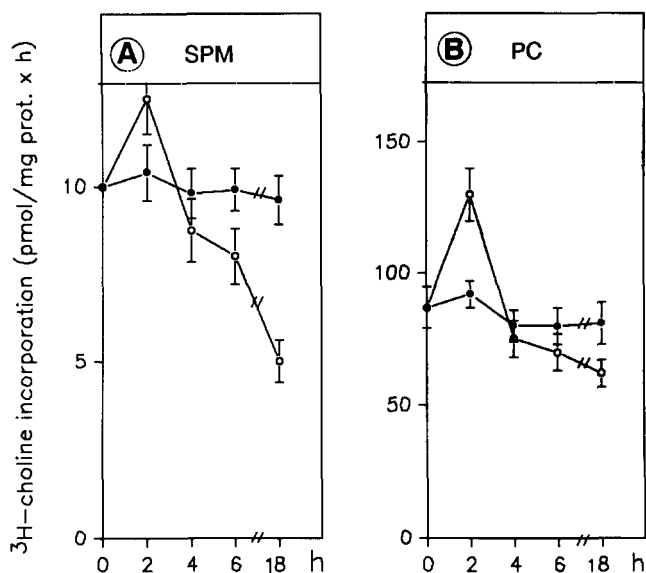 ³H-choline incorporation (pmol/mg prot. x h)
A SPM
10
5
0
0 2 4 6 18 h
B PC
150
100
50
0
0 2 4 6 18 h